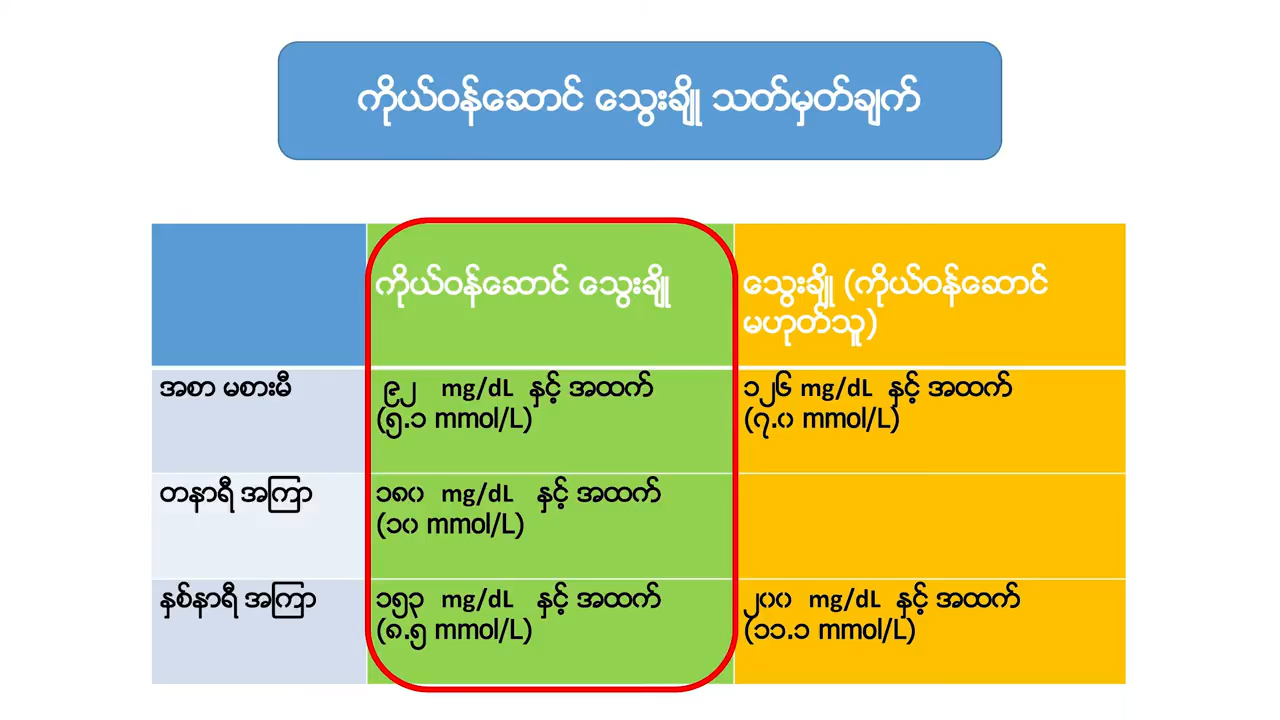 ကိုယ်ဝန်ဆောင် သွေးချို သတ်မှတ်ချက်
ကိုယ်ဝန်ဆောင် သွေးချို
သွေးချို (ကိုယ်ဝန်ဆောင်
မဟုတ်သူ)
အစာ မစားမီ
၉၂ mg/dL နှင့် အထက်
(၅.၁ mmol/L)
၁၂၆ mg/dL နှင့် အထက်
(၇.၀ mmol/L)
တနာရီ အကြာ
၁၈၀ mg/dL နှင့် အထက်
(၁၀ mmol/L)
နှစ်နာရီ အကြာ
၁၅၃ mg/dL နှင့် အထက်
(၈.၅ mmol/L)
၂၀၀ mg/dL နှင့် အထက်
(၁၁.၁ mmol/L)